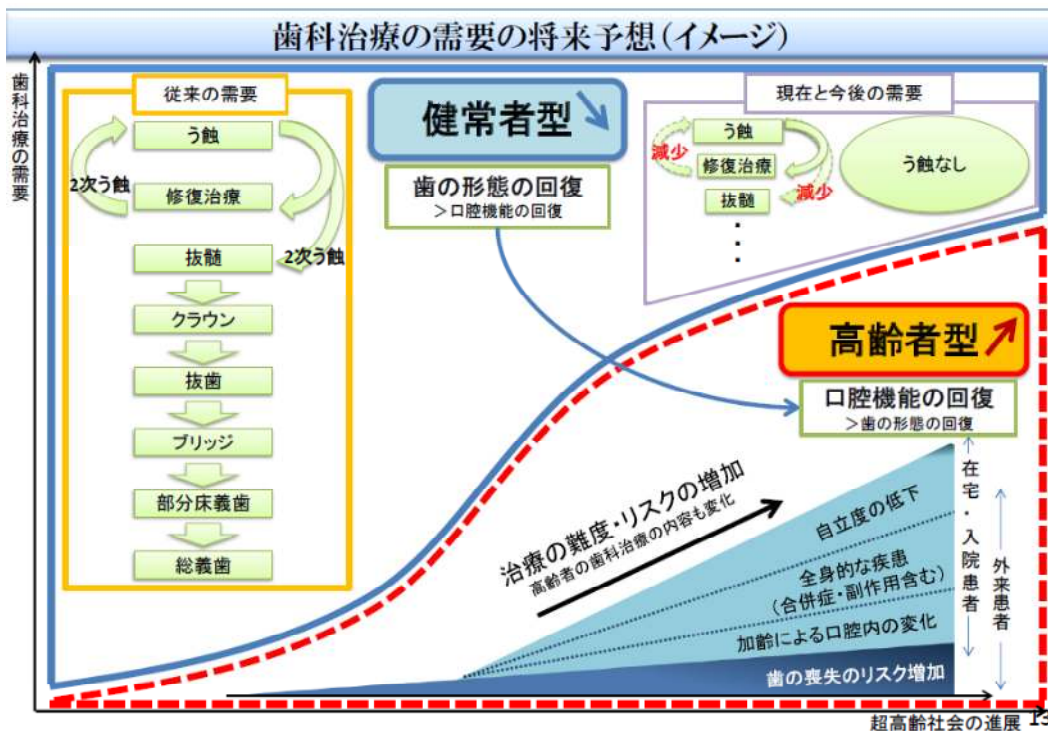 歯科治療の需要の将来予想(イメージ)
歯科治療の需要
従来の需要
う蝕
2次う蝕
修復治療
抜髄
2次う蝕
クラウン
抜歯
ブリッジ
部分床義歯
総義歯
健常者型
歯の形態の回復
>口腔機能の回復
現在と今後の需要
う蝕
減少
修復治療
減少
抜髄
・
・
・
う蝕なし
高齢者型
口腔機能の回復
>歯の形態の回復
治療の難度・リスクの増加
高齢者の歯科治療の内容も変化
自立度の低下
全身的な疾患
(合併症・副作用含む)
加齢による口腔内の変化
歯の喪失のリスク増加
在宅・入院患者
外来患者
超高齢社会の進展
13